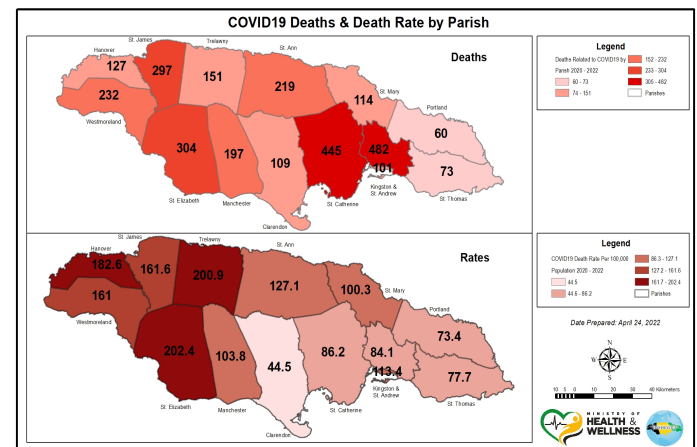 COVID19 Deaths & Death Rate by Parish
Deaths
Hanover
St. James
Trelawny
St. Ann
St. Mary
Portland
127
297
151
219
114
60
232
304
197
109
445
482
101
73
Westmoreland
St. Elizabeth
Manchester
Clarendon
St. Catherine
Kingston &
St. Andrew
St. Thomas
Legend
Deaths Related to COVID19 by
Parish 2020 - 2022
60 - 73
74 - 151
152 - 232
233 - 304
305 - 482
Parishes
Rates
Hanover
St. James
Trelawny
St. Ann
St. Mary
Portland
182.6
161.6
200.9
127.1
100.3
73.4
161
202.4
103.8
44.5
86.2
84.1
113.4
77.7
Westmoreland
St. Elizabeth
Manchester
Clarendon
St. Catherine
Kingston &
St. Andrew
St. Thomas
Legend
COVID19 Death Rate Per 100,000
Population 2020 - 2022
44.5
44.6 - 86.2
86.3 - 127.1
127.2 - 161.6
161.7 - 202.4
Parishes
Date Prepared: April 24, 2022
N
W
E
S
10 5 0 10 20 30 40 Kilometers
MINISTRY OF
HEALTH &
WELLNESS